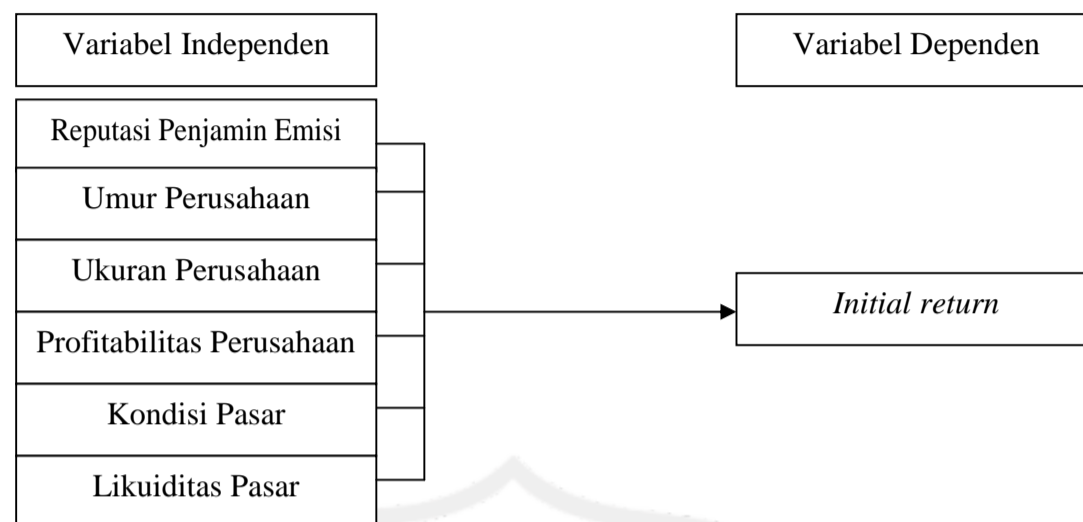 Variabel Independen
Variabel Dependen
Reputasi Penjamin Emisi
Umur Perusahaan
Ukuran Perusahaan
Profitabilitas Perusahaan
Kondisi Pasar
Likuiditas Pasar
Initial return